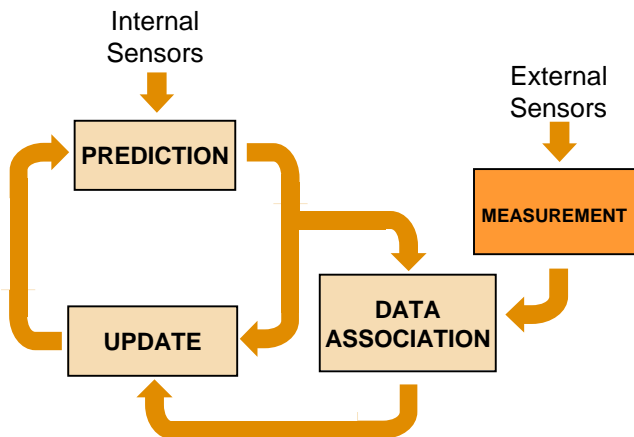 Internal
Sensors
External
Sensors
PREDICTION
MEASUREMENT
DATA
ASSOCIATION
UPDATE